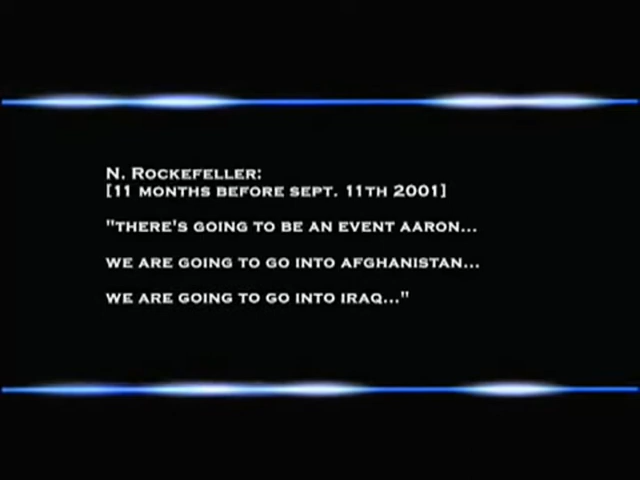 N. ROCKEFELLER:
[11 MONTHS BEFORE SEPT. 11TH 2001]
"THERE'S GOING TO BE AN EVENT AARON...
WE ARE GOING TO GO INTO AFGHANISTAN...
WE ARE GOING TO GO INTO IRAQ..."